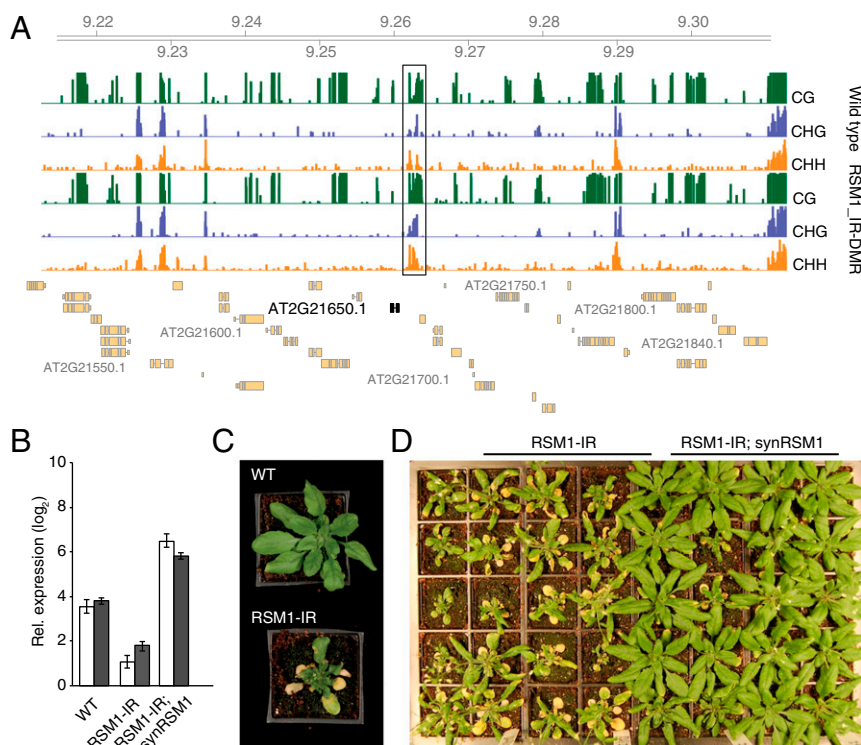 A
9.22 9.24 9.26 9.28 9.30
9.23 9.25 9.27 9.29
CG
CHG
CHH
CG
CHG
CHH
Wild type
RSM1_IR-DMR
AT2G21750.1
AT2G21650.1
AT2G21800.1
AT2G21600.1
AT2G21840.1
AT2G21550.1
AT2G21700.1
B
Rel. expression (log2)
10
8
6
4
2
0
WT
RSM1-IR
RSM1-IR;
synRSM1
C
WT
RSM1-IR
D
RSM1-IR
RSM1-IR; synRSM1